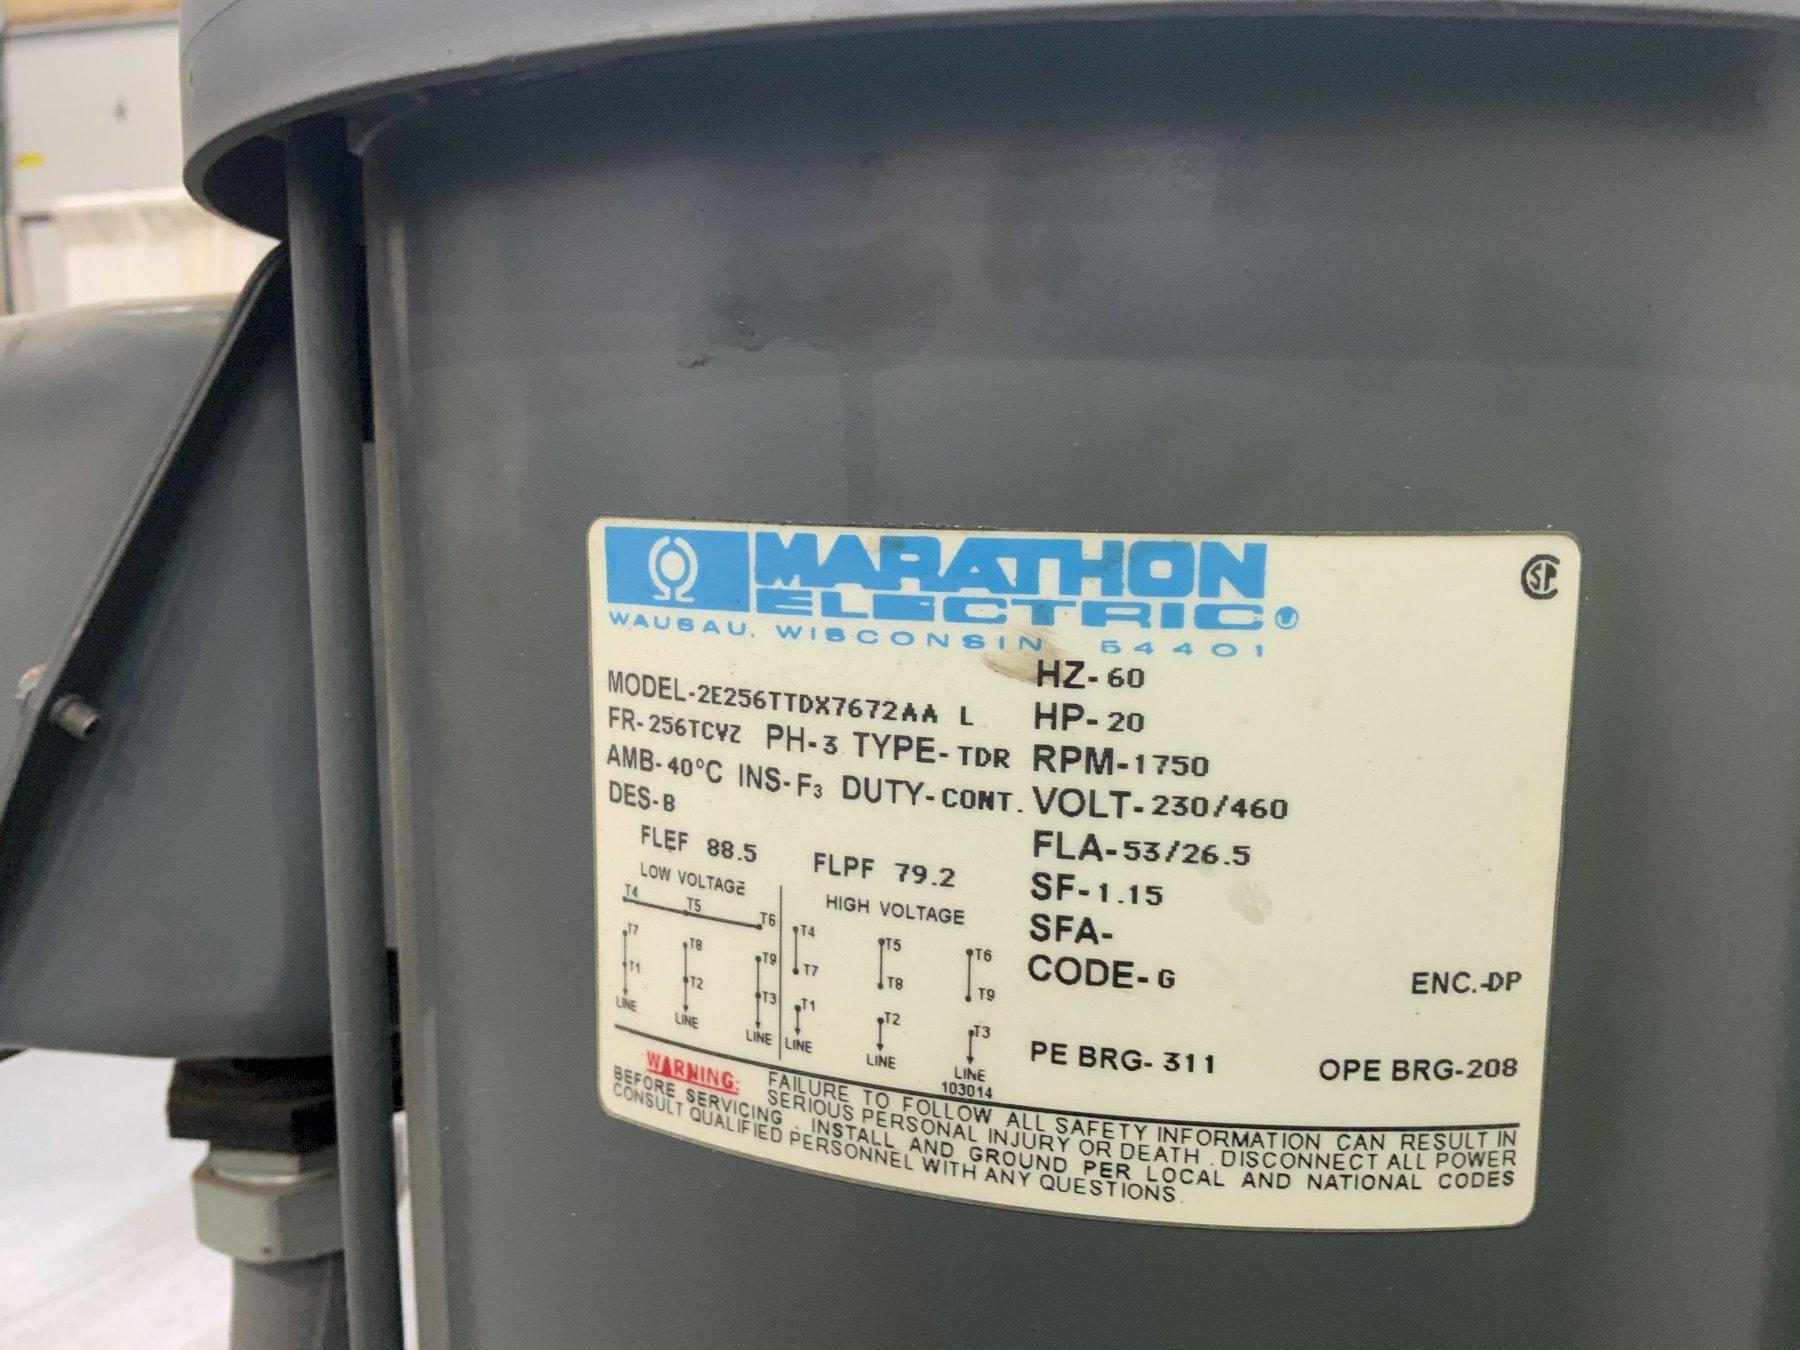 MARATHON
ELECTRIC
WAUSAU, WISCONSIN 54401
MODEL-2E256TTDX7672AA L
FR-256TCVZ PH-3 TYPE-TDR
AMB-40°C INS-F3 DUTY-CONT.
DES-B
FLEF 88.5 FLPF 79.2
HZ-60
HP-20
RPM-1750
VOLT-230/460
FLA-53/26.5
SF-1.15
SFA-
CODE-G ENC.-DP
PE BRG-311 OPE BRG-208
LOW VOLTAGE
T4 T5 T6
T7 T8 T9
T1 T2 T3
LINE LINE LINE
HIGH VOLTAGE
T4 T5 T6
T7 T8 T9
T1 T2 T3
LINE LINE LINE
103014
WARNING: FAILURE TO FOLLOW ALL SAFETY INFORMATION CAN RESULT IN
SERIOUS PERSONAL INJURY OR DEATH. DISCONNECT ALL POWER
BEFORE SERVICING. INSTALL AND GROUND PER LOCAL AND NATIONAL CODES
CONSULT QUALIFIED PERSONNEL WITH ANY QUESTIONS.